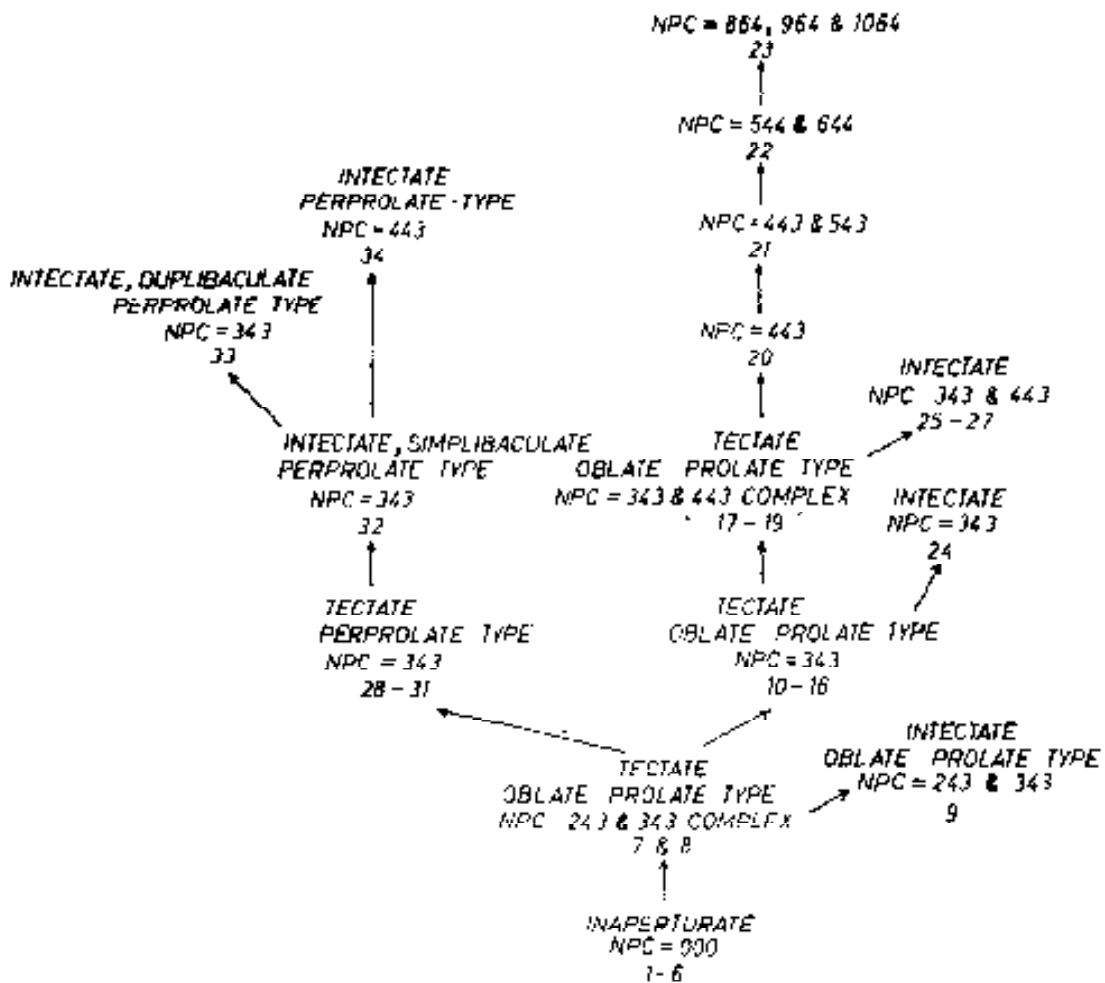 NPC = 864, 964 & 1064
23
NPC = 544 & 644
22
INTECTATE
PERPROLATE - TYPE
NPC = 443
34
NPC = 443 & 543
21
INTECTATE, DUPLIBACULATE
PERPROLATE TYPE
NPC = 343
33
NPC = 443
20
INTECTATE
NPC 343 & 443
25 - 27
INTECTATE, SIMPLIBACULATE
PERPROLATE TYPE
NPC = 343
32
TECTATE
OBLATE PROLATE TYPE
NPC = 343 & 443 COMPLEX
17 - 19
INTECTATE
NPC = 343
24
TECTATE
PERPROLATE TYPE
NPC = 343
28 - 31
TECTATE
OBLATE PROLATE TYPE
NPC = 343
10 - 16
TECTATE
OBLATE PROLATE TYPE
NPC 243 & 343 COMPLEX
7 & 8
INTECTATE
OBLATE PROLATE TYPE
NPC = 243 & 343
9
INAPERTURATE
NPC = 000
1 - 6